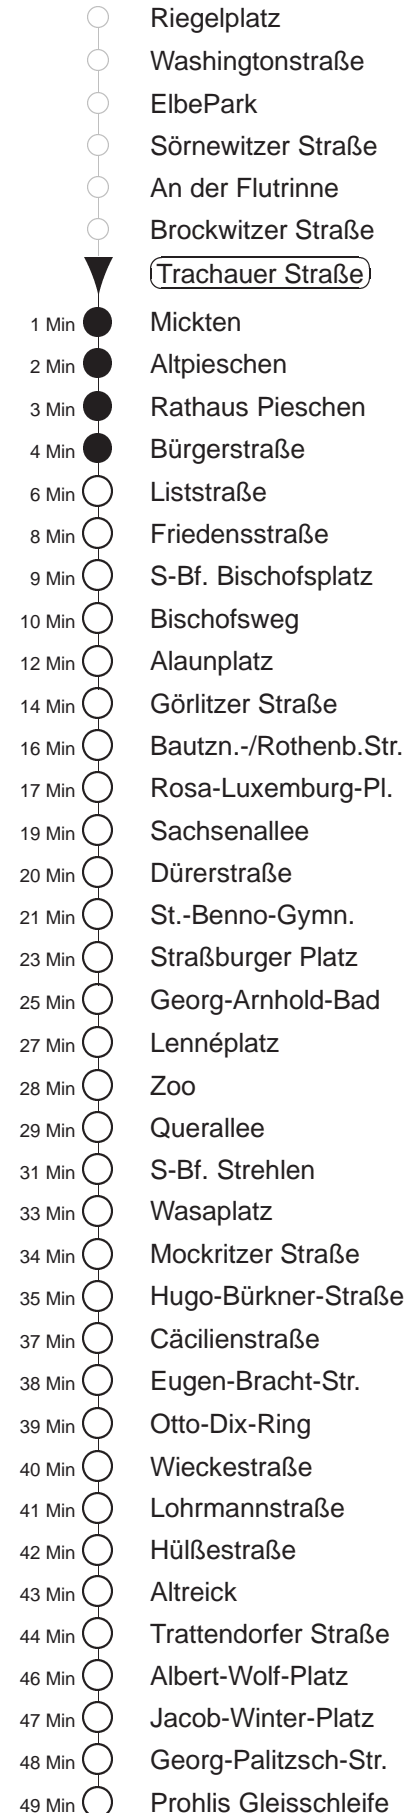 Riegelplatz
Washingtonstraße
ElbePark
Sörnewitzer Straße
An der Flutrinne
Brockwitzer Straße
Trachauer Straße
1 Min Mickten
2 Min Altpieschen
3 Min Rathaus Pieschen
4 Min Bürgerstraße
6 Min Liststraße
8 Min Friedensstraße
9 Min S-Bf. Bischofsplatz
10 Min Bischofsweg
12 Min Alaunplatz
14 Min Görlitzer Straße
16 Min Bautzn.-/Rothenb.Str.
17 Min Rosa-Luxemburg-Pl.
19 Min Sachsenallee
20 Min Dürerstraße
21 Min St.-Benno-Gymn.
23 Min Straßburger Platz
25 Min Georg-Arnhold-Bad
27 Min Lennéplatz
28 Min Zoo
29 Min Querallee
31 Min S-Bf. Strehlen
33 Min Wasaplatz
34 Min Mockritzer Straße
35 Min Hugo-Bürkner-Straße
37 Min Cäcilienstraße
38 Min Eugen-Bracht-Str.
39 Min Otto-Dix-Ring
40 Min Wieckestraße
41 Min Lohrmannstraße
42 Min Hülßestraße
43 Min Altreick
44 Min Trattendorfer Straße
46 Min Albert-Wolf-Platz
47 Min Jacob-Winter-Platz
48 Min Georg-Palitzsch-Str.
49 Min Prohlis Gleisschleife